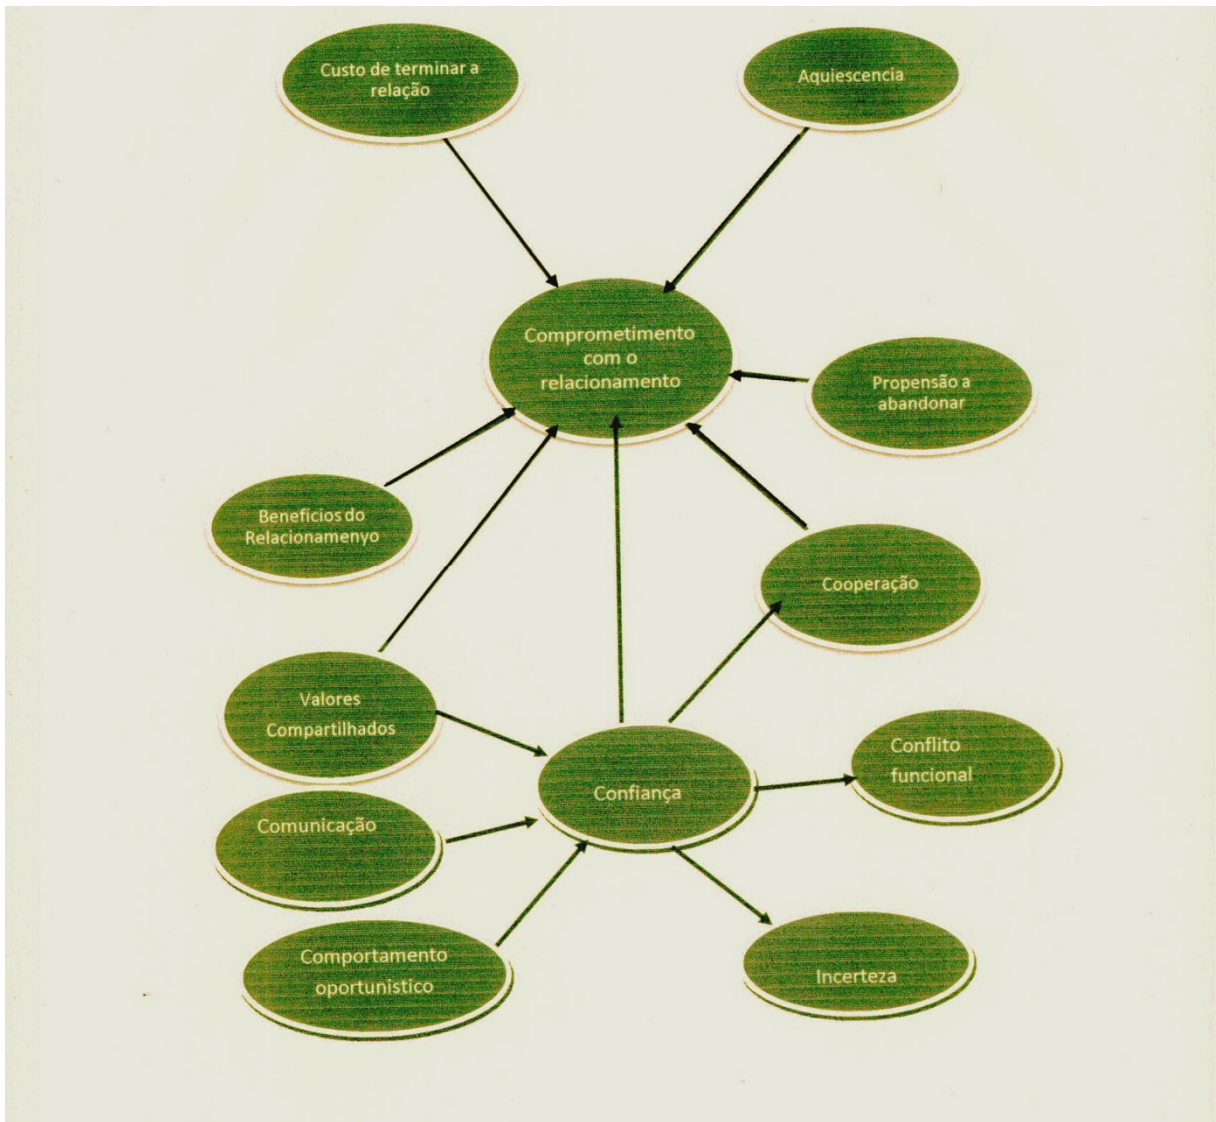 Custo de terminar a
relação
Aquiescencia
Comprometimento
com o
relacionamento
Propensão a
abandonar
Beneficios do
Relacionamenyo
Cooperação
Valores
Compartilhados
Conflito
funcional
Confiança
Comunicação
Comportamento
oportunistico
Incerteza